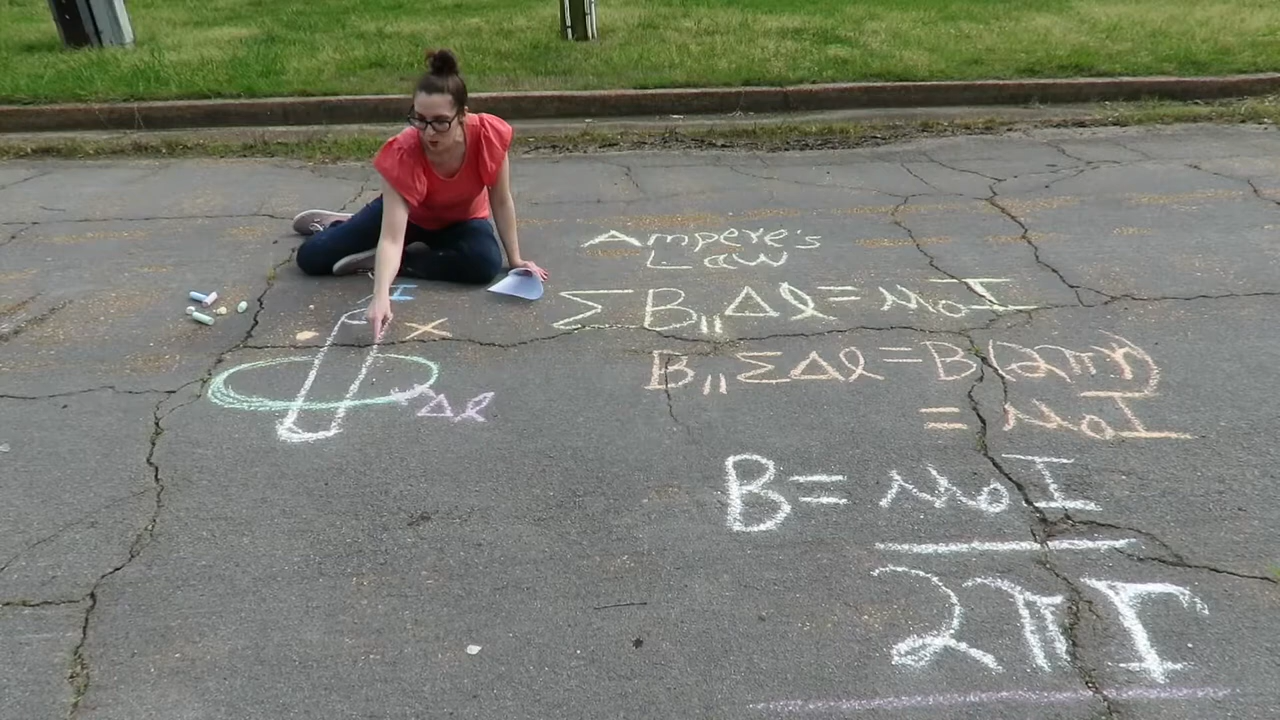 Ampere's
Law
ΣB∥Δℓ = μ₀I
B∥ΣΔℓ = B(2πr)
= μ₀I
B = μ₀I
2πr
I
x
Δℓ